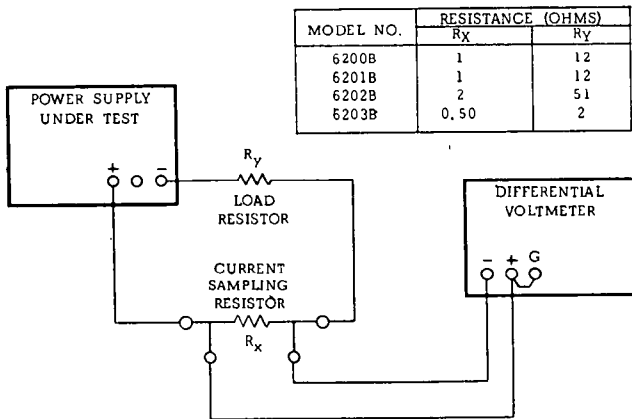 MODEL NO. RESISTANCE (OHMS)
RX RY
6200B 1 12
6201B 1 12
6202B 2 51
6203B 0.50 2
POWER SUPPLY
UNDER TEST
+ -
Ry
LOAD
RESISTOR
CURRENT
SAMPLING
RESISTOR
Rx
DIFFERENTIAL
VOLTMETER
- + G